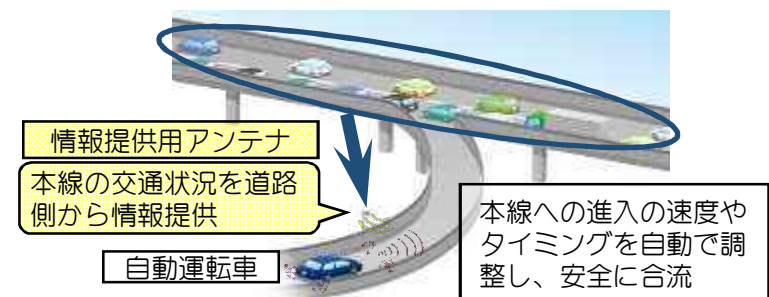 情報提供用アンテナ
本線の交通状況を道路
側から情報提供
自動運転車
本線への進入の速度や
タイミングを自動で調
整し、安全に合流